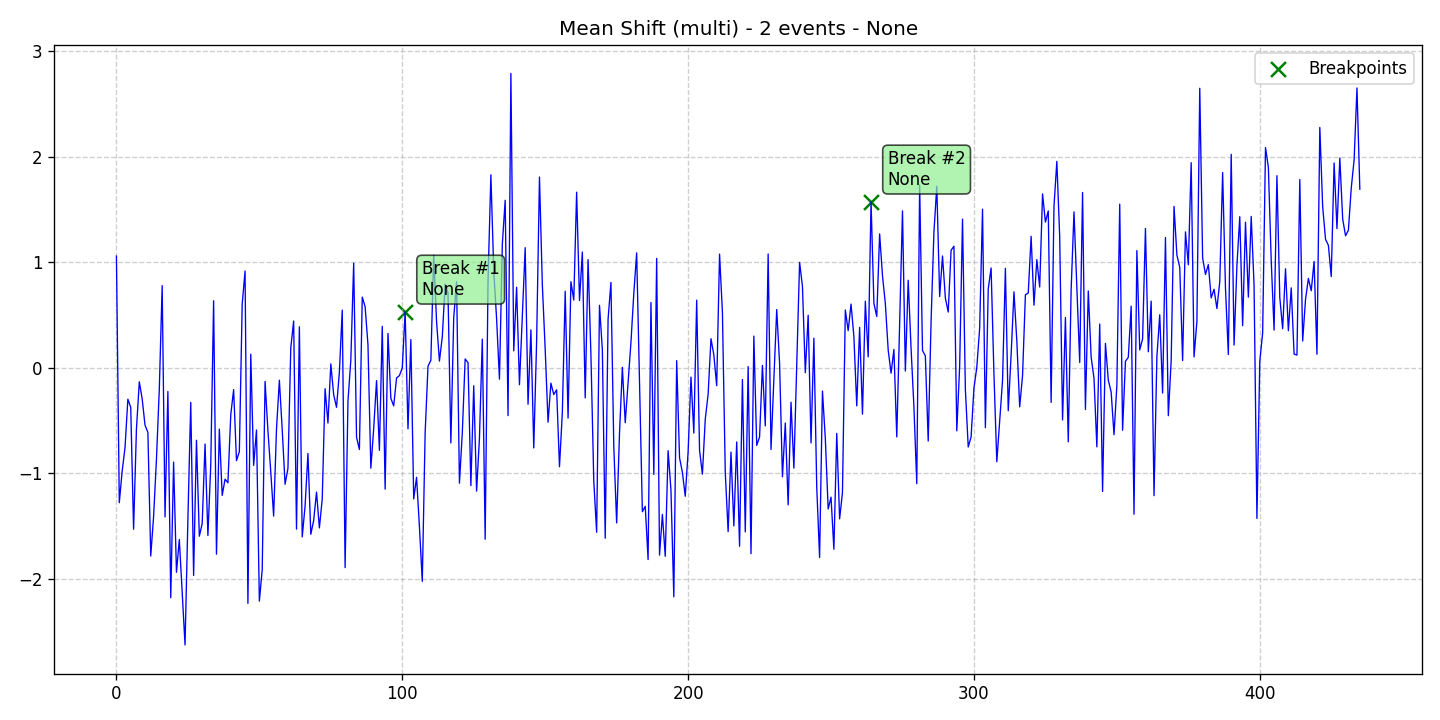 Mean Shift (multi) - 2 events - None
3
2
1
0
−1
−2
0
100
200
300
400
Breakpoints
Break #1
None
Break #2
None